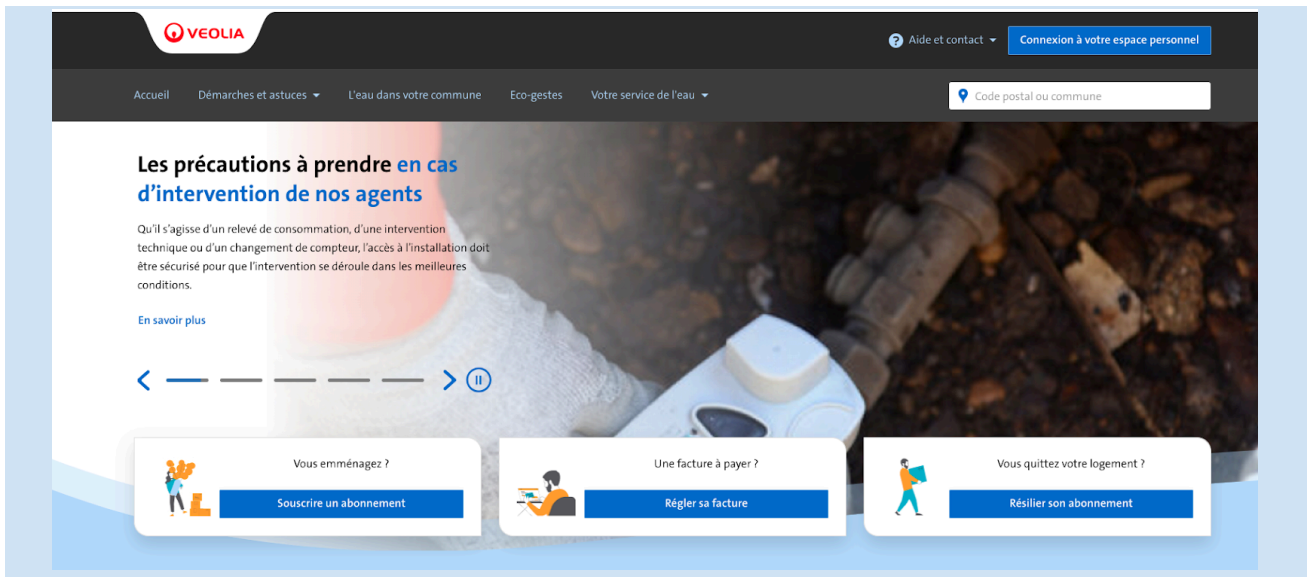 VEOLIA
Aide et contact
Connexion à votre espace personnel
Accueil
Démarches et astuces
L'eau dans votre commune
Eco-gestes
Votre service de l'eau
Code postal ou commune
Les précautions à prendre en cas
d'intervention de nos agents
Qu'il s'agisse d'un relevé de consommation, d'une intervention
technique ou d'un changement de compteur, l'accès à l'installation doit
être sécurisé pour que l'intervention se déroule dans les meilleures
conditions.
En savoir plus
Vous emménagez ?
Souscrire un abonnement
Une facture à payer ?
Régler sa facture
Vous quittez votre logement ?
Résilier son abonnement